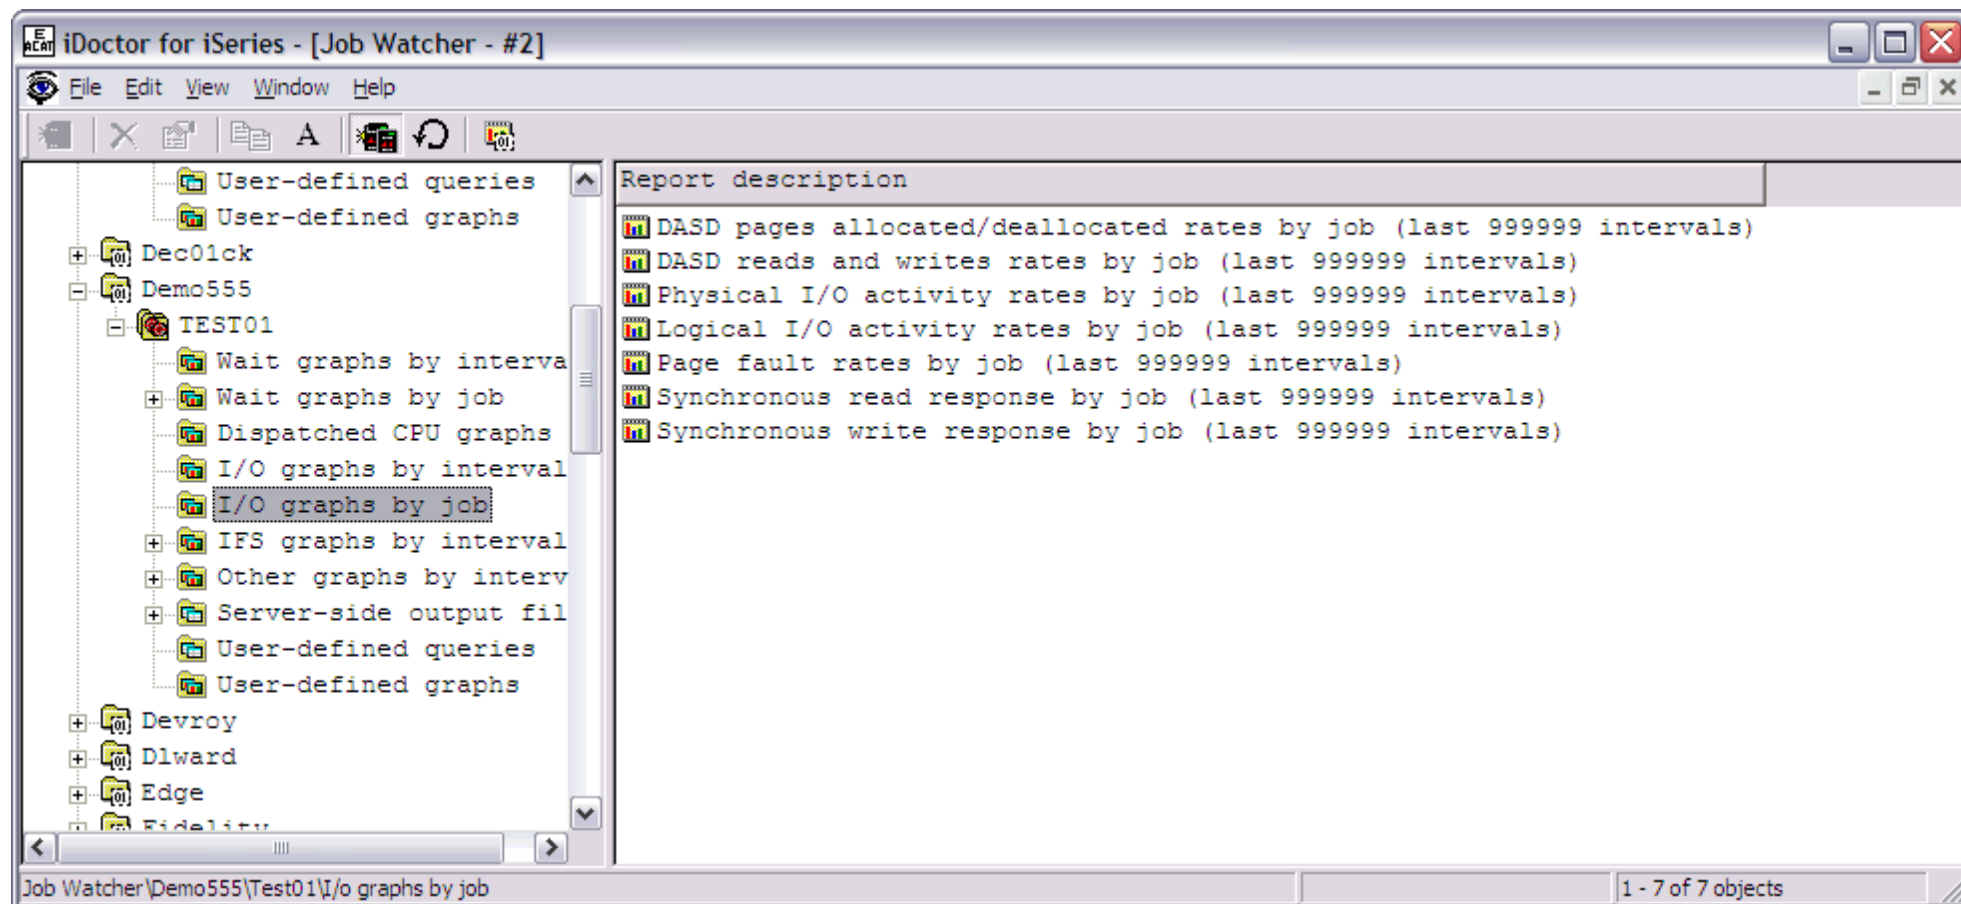 iDoctor for iSeries - [Job Watcher - #2]
File Edit View Window Help
User-defined queries
User-defined graphs
Dec01ck
Demo555
TEST01
Wait graphs by interva
Wait graphs by job
Dispatched CPU graphs
I/O graphs by interval
I/O graphs by job
IFS graphs by interval
Other graphs by interv
Server-side output fil
User-defined queries
User-defined graphs
Devroy
Dlward
Edge
Fidelity
Report description
DASD pages allocated/deallocated rates by job (last 999999 intervals)
DASD reads and writes rates by job (last 999999 intervals)
Physical I/O activity rates by job (last 999999 intervals)
Logical I/O activity rates by job (last 999999 intervals)
Page fault rates by job (last 999999 intervals)
Synchronous read response by job (last 999999 intervals)
Synchronous write response by job (last 999999 intervals)
Job Watcher\Demo555\Test01\I/o graphs by job
1 - 7 of 7 objects